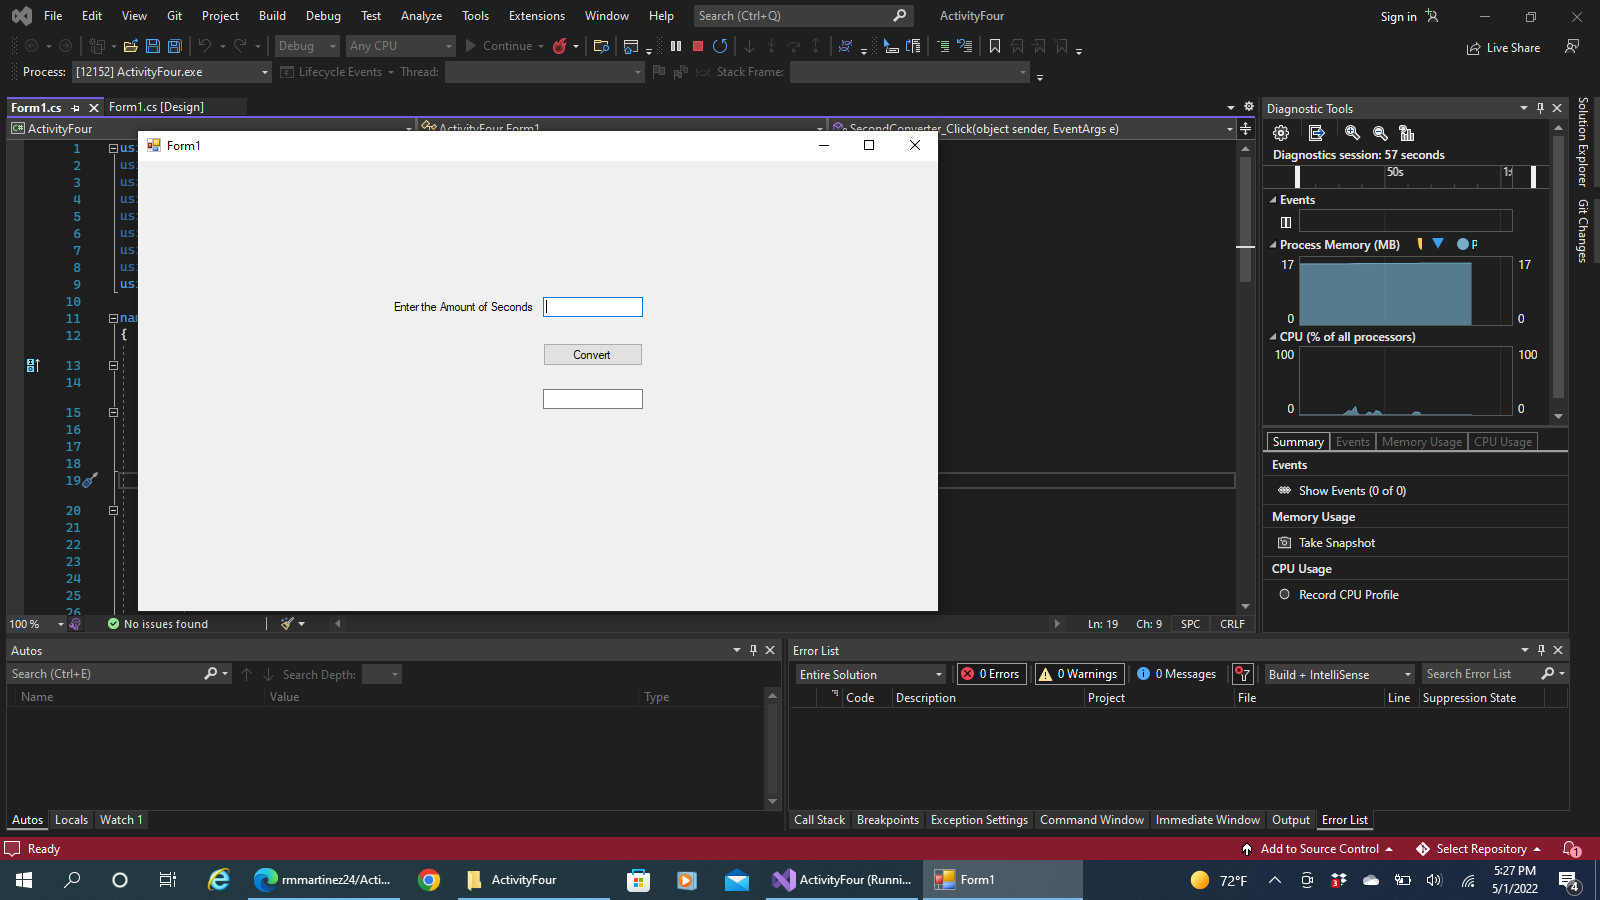 File Edit View Git Project Build Debug Test Analyze Tools Extensions Window Help Search (Ctrl+Q) ActivityFour Sign in
Debug Any CPU Continue Live Share
Process: [12152] ActivityFour.exe Lifecycle Events Thread: Stack Frame:
Form1.cs Form1.cs [Design]
ActivityFour ActivityFour.Form1 SecondConverter_Click(object sender, EventArgs e)
Form1
1 us
2 us
3 us
4 us
5 us
6 us
7 us
8 us
9 us
10
11 na
12 {
13
14
15
16
17
18
19
20
21
22
23
24
25
26
Enter the Amount of Seconds
Convert
100 % No issues found Ln: 19 Ch: 9 SPC CRLF
Diagnostic Tools
Diagnostics session: 57 seconds
50s
Events
Process Memory (MB) P
17 17
0 0
CPU (% of all processors)
100 100
0 0
Summary Events Memory Usage CPU Usage
Events
Show Events (0 of 0)
Memory Usage
Take Snapshot
CPU Usage
Record CPU Profile
Solution Explorer
Git Changes
Autos
Search (Ctrl+E) Search Depth:
Name Value Type
Autos Locals Watch 1
Error List
Entire Solution 0 Errors 0 Warnings 0 Messages Build + IntelliSense Search Error List
Code Description Project File Line Suppression State
Call Stack Breakpoints Exception Settings Command Window Immediate Window Output Error List
Ready Add to Source Control Select Repository 1
rmmartinez24/Acti... ActivityFour ActivityFour (Runni... Form1 72°F 5:27 PM
5/1/2022 4